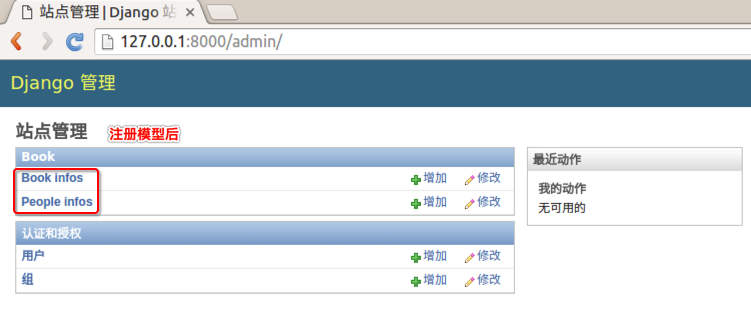 站点管理 | Django 站
127.0.0.1:8000/admin/
Django 管理
站点管理 注册模型后
Book
Book infos 增加 修改
People infos 增加 修改
认证和授权
用户 增加 修改
组 增加 修改
最近动作
我的动作
无可用的